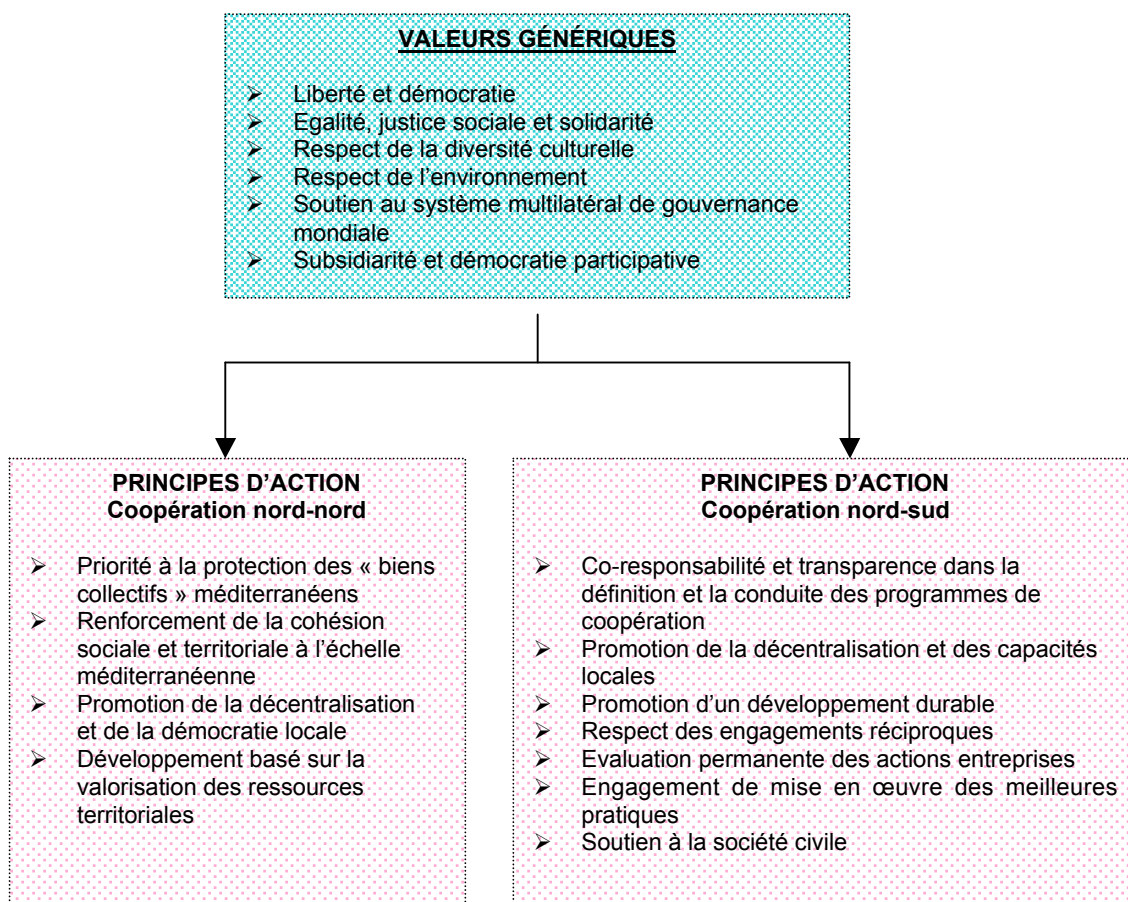 VALEURS GÉNÉRIQUES
➢ Liberté et démocratie
➢ Egalité, justice sociale et solidarité
➢ Respect de la diversité culturelle
➢ Respect de l’environnement
➢ Soutien au système multilatéral de gouvernance
mondiale
➢ Subsidiarité et démocratie participative
PRINCIPES D’ACTION
Coopération nord-nord
➢ Priorité à la protection des « biens
collectifs » méditerranéens
➢ Renforcement de la cohésion
sociale et territoriale à l’échelle
méditerranéenne
➢ Promotion de la décentralisation
et de la démocratie locale
➢ Développement basé sur la
valorisation des ressources
territoriales
PRINCIPES D’ACTION
Coopération nord-sud
➢ Co-responsabilité et transparence dans la
définition et la conduite des programmes de
coopération
➢ Promotion de la décentralisation et des capacités
locales
➢ Promotion d’un développement durable
➢ Respect des engagements réciproques
➢ Evaluation permanente des actions entreprises
➢ Engagement de mise en œuvre des meilleures
pratiques
➢ Soutien à la société civile